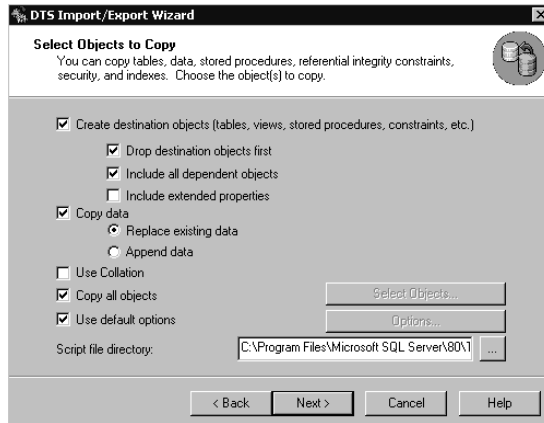 DTS Import/Export Wizard
Select Objects to Copy
You can copy tables, data, stored procedures, referential integrity constraints,
security, and indexes. Choose the object(s) to copy.
Create destination objects (tables, views, stored procedures, constraints, etc.)
Drop destination objects first
Include all dependent objects
Include extended properties
Copy data
Replace existing data
Append data
Use Collation
Copy all objects
Select Objects...
Use default options
Options...
Script file directory:
C:\Program Files\Microsoft SQL Server\80\T
...
< Back
Next >
Cancel
Help